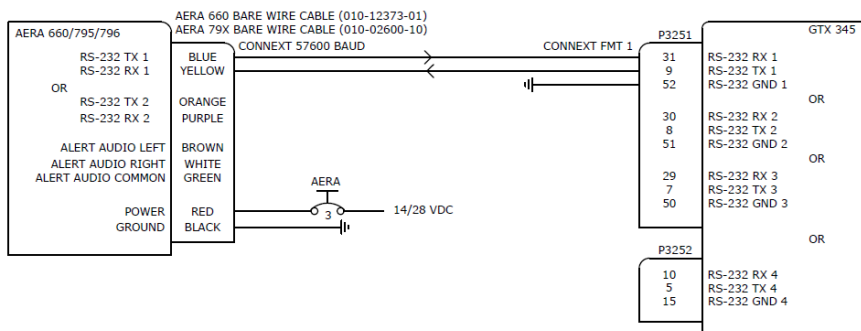 AERA 660 BARE WIRE CABLE (010-12373-01)
AERA 79X BARE WIRE CABLE (010-02600-10)
AERA 660/795/796
CONNEXT 57600 BAUD
CONNEXT FMT 1
P3251
GTX 345
RS-232 TX 1 BLUE
RS-232 RX 1 YELLOW
OR
RS-232 TX 2 ORANGE
RS-232 RX 2 PURPLE
ALERT AUDIO LEFT BROWN
ALERT AUDIO RIGHT WHITE
ALERT AUDIO COMMON GREEN
POWER RED
GROUND BLACK
AERA
3
14/28 VDC
31 RS-232 RX 1
9 RS-232 TX 1
52 RS-232 GND 1
OR
30 RS-232 RX 2
8 RS-232 TX 2
51 RS-232 GND 2
OR
29 RS-232 RX 3
7 RS-232 TX 3
50 RS-232 GND 3
OR
P3252
10 RS-232 RX 4
5 RS-232 TX 4
15 RS-232 GND 4